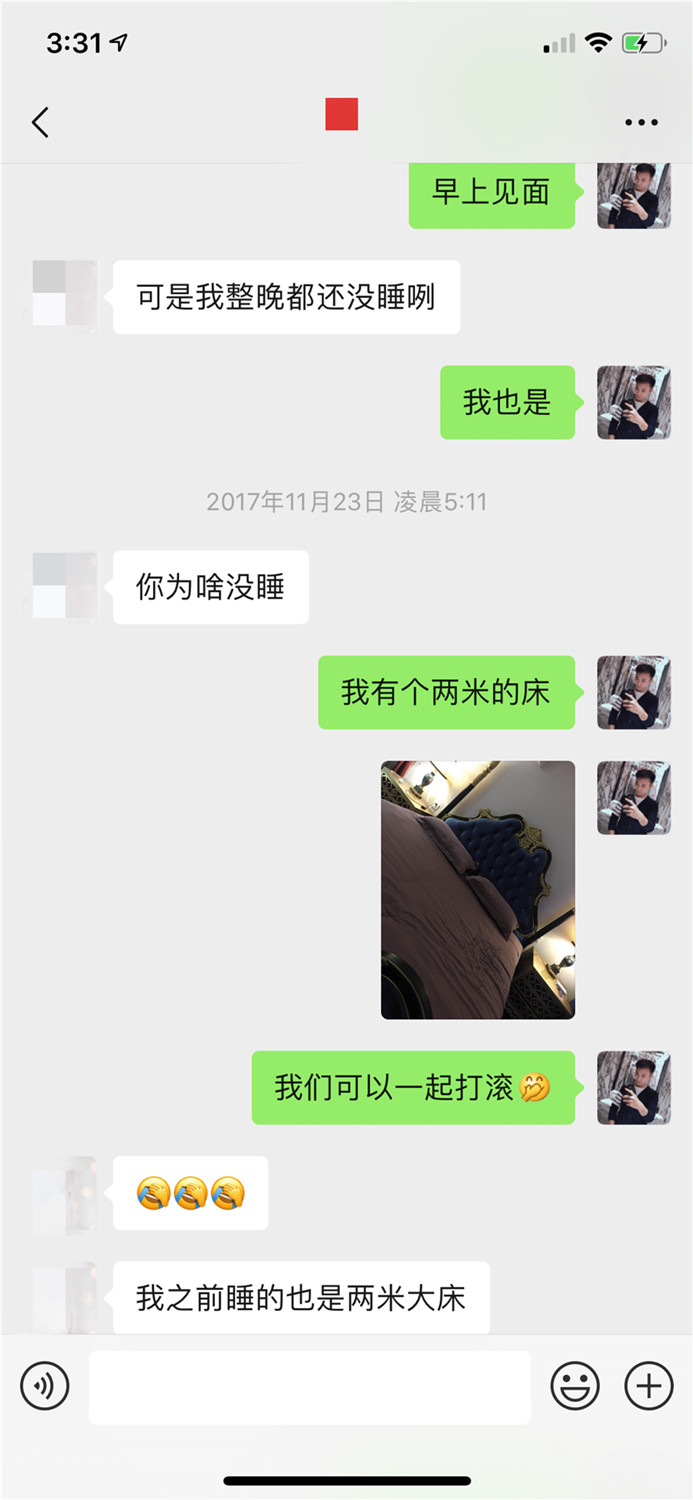 3:31
早上见面
可是我整晚都还没睡咧
我也是
2017年11月23日 凌晨5:11
你为啥没睡
我有个两米的床
我们可以一起打滚🤭
🤣🤣🤣
我之前睡的也是两米大床